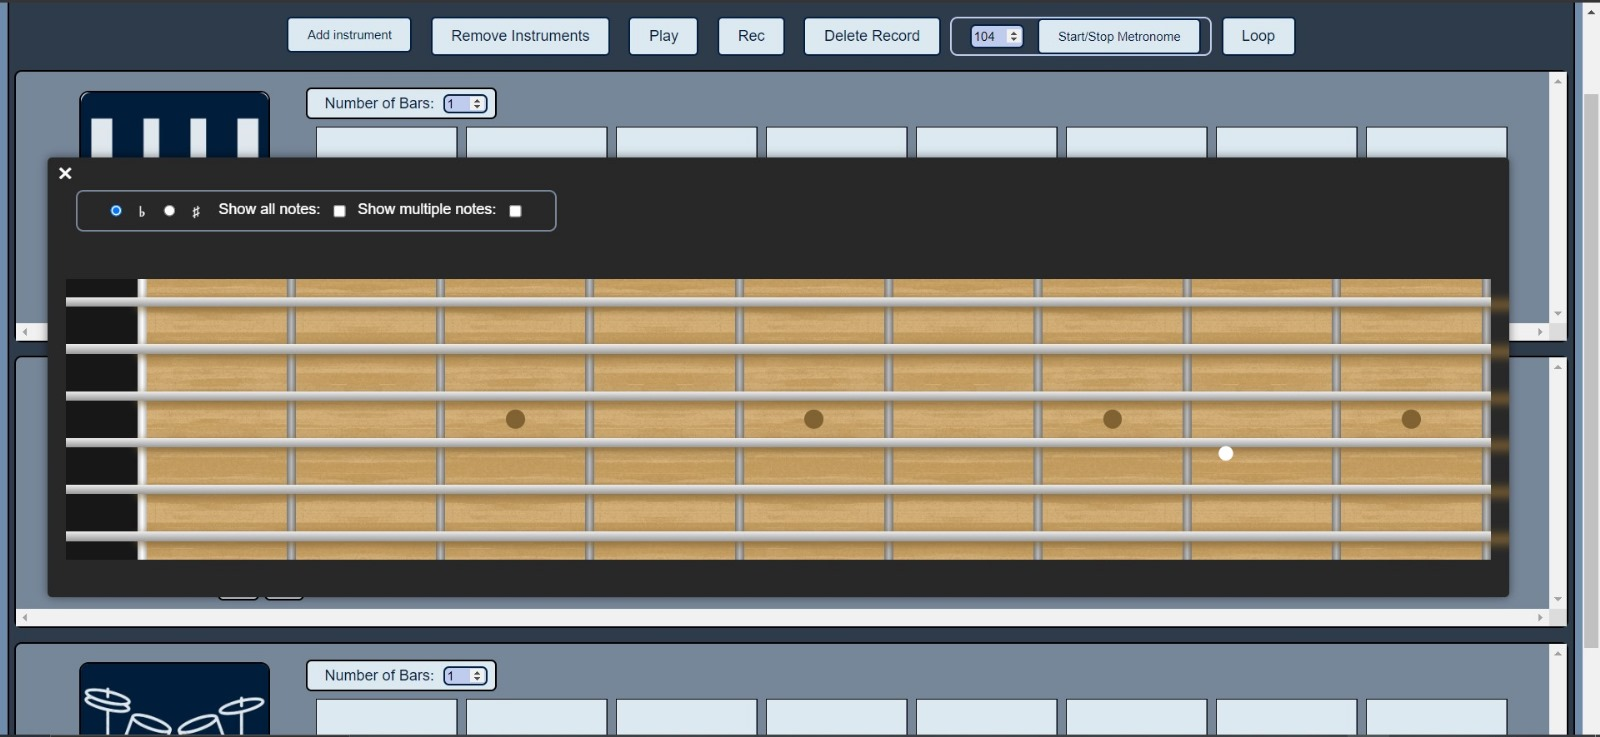 Add instrument
Remove Instruments
Play
Rec
Delete Record
104
Start/Stop Metronome
Loop
Number of Bars: 1
×
♭ ♯ Show all notes: Show multiple notes:
Number of Bars: 1